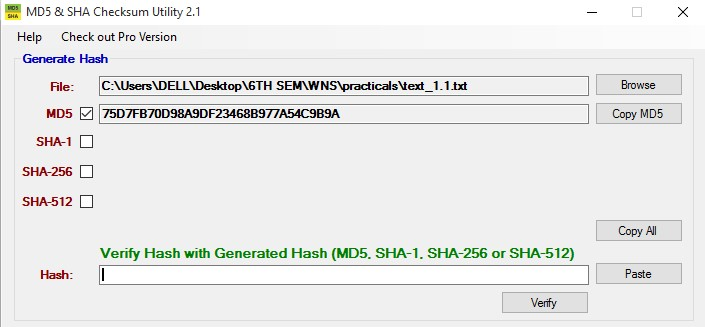 MD5 & SHA Checksum Utility 2.1
Help Check out Pro Version
Generate Hash
File: C:\Users\DELL\Desktop\6TH SEM\WNS\practicals\text_1.1.txt Browse
MD5 75D7FB70D98A9DF23468B977A54C9B9A Copy MD5
SHA-1
SHA-256
SHA-512
Copy All
Verify Hash with Generated Hash (MD5, SHA-1, SHA-256 or SHA-512)
Hash: Paste
Verify